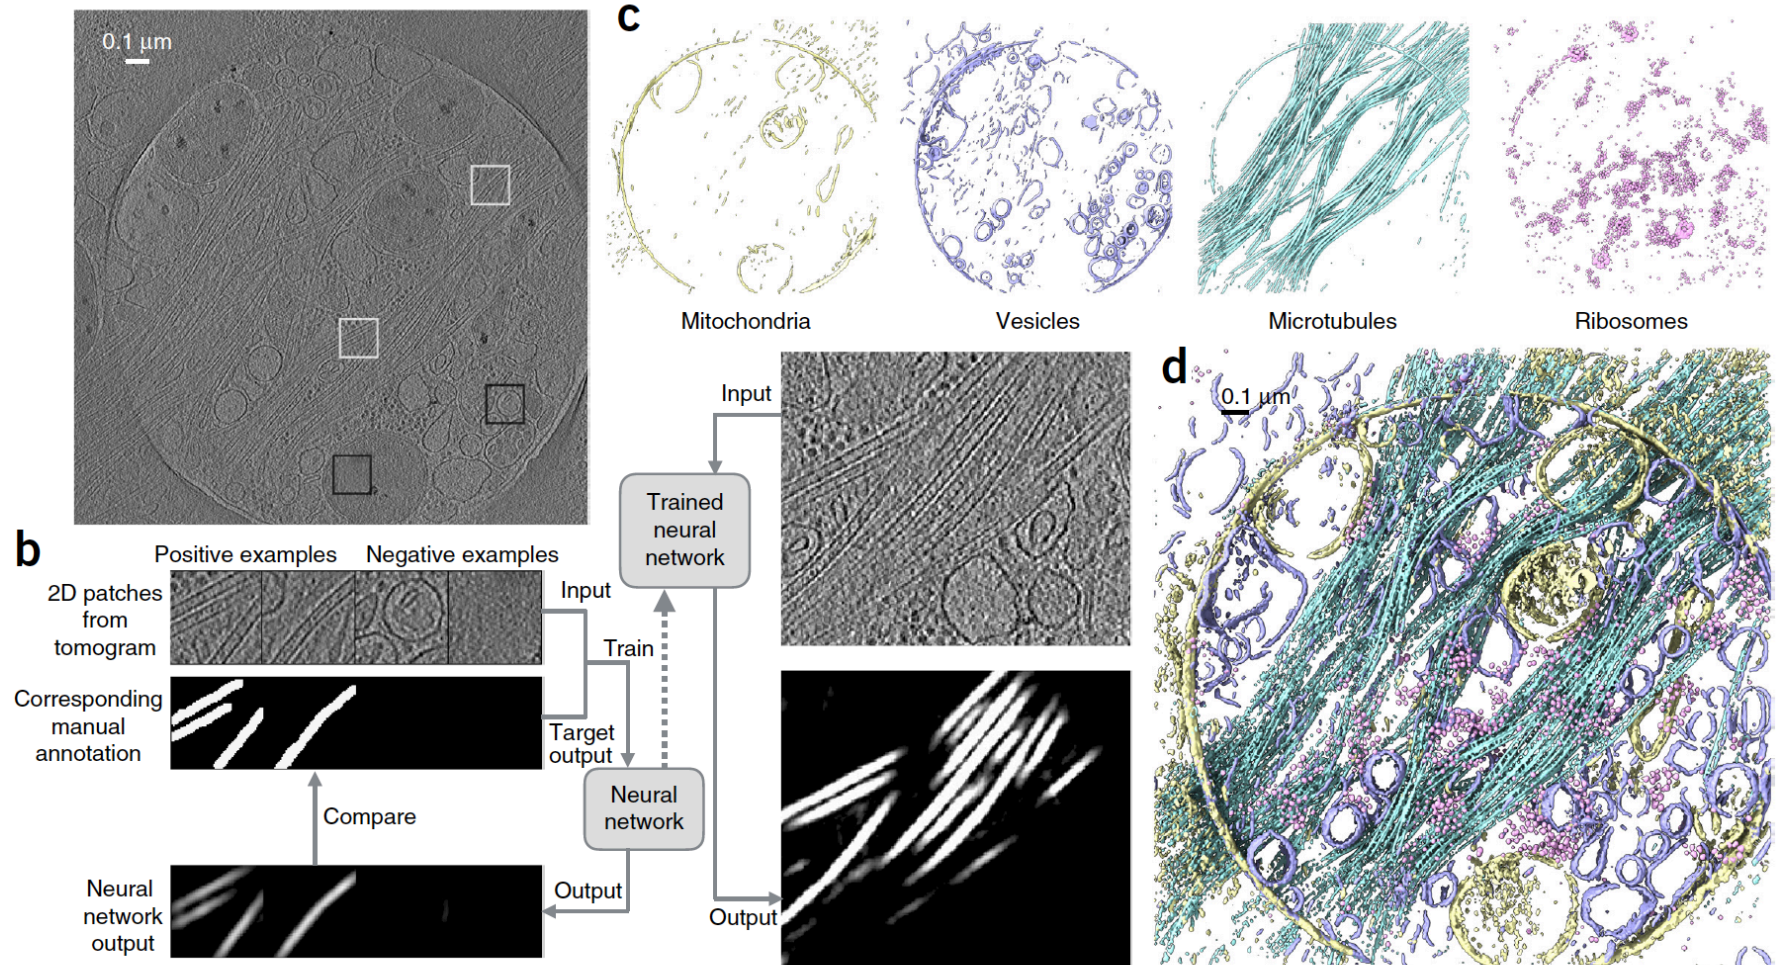 0.1 μm
c
Mitochondria
Vesicles
Microtubules
Ribosomes
b
Positive examples
Negative examples
2D patches
from
tomogram
Input
Train
Corresponding
manual
annotation
Target
output
Compare
Neural
network
Neural
network
output
Output
Input
Trained
neural
network
Output
d
0.1 μm